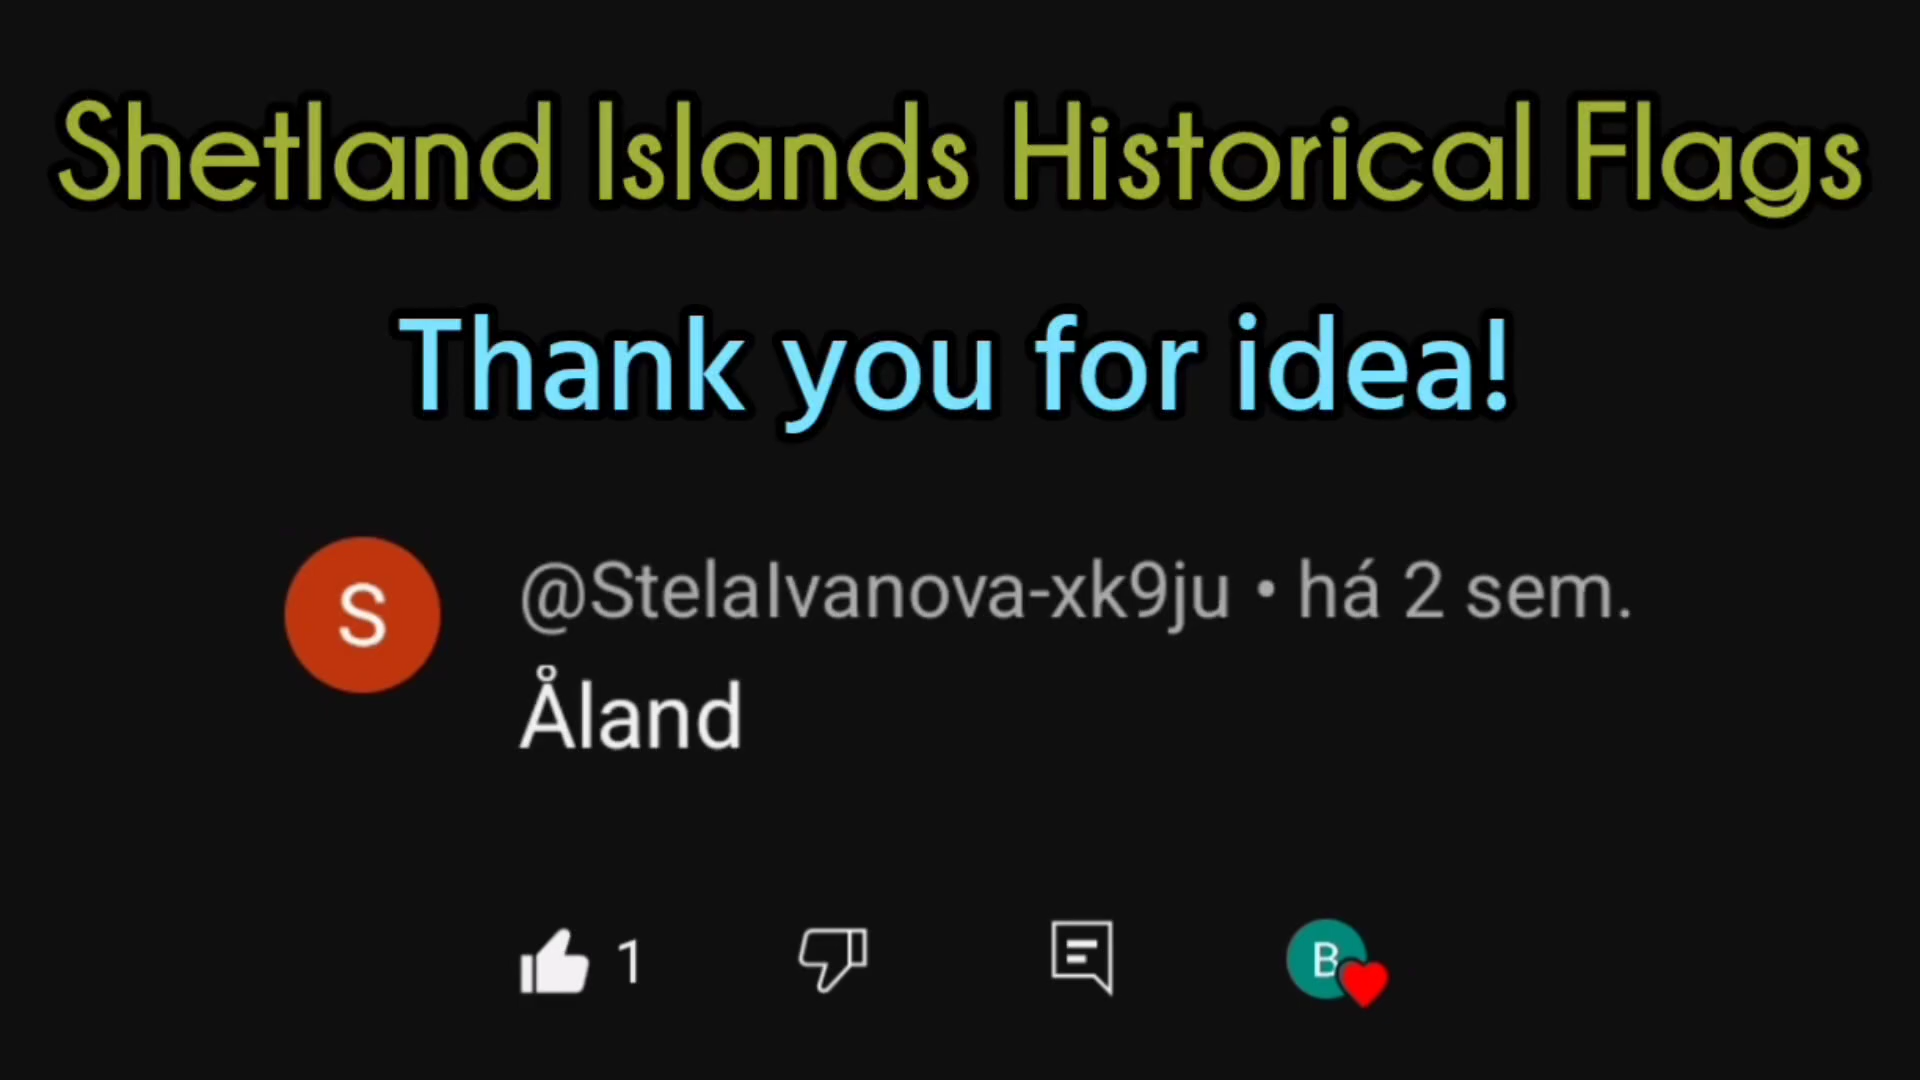 Shetland Islands Historical Flags
Thank you for idea!
S
@StelaIvanova-xk9ju • há 2 sem.
Åland
1
B